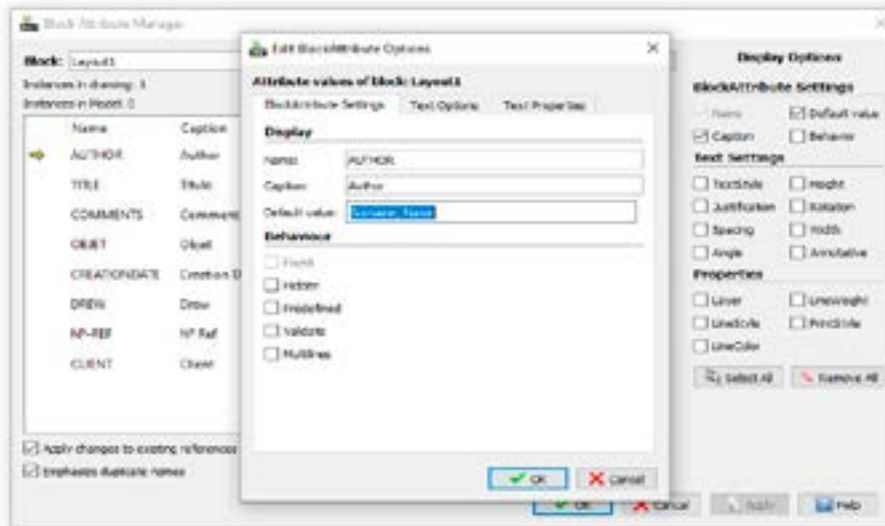 Block Attribute Manager
Block: Layout1
Instances in drawing: 1
Instances in Model: 0
Name Caption
AUTHOR Author
TITLE
COMMENTS Comment
OBJET Objet
CREATIONDATE Creation D
DREW Drew
N°-REF N° Ref
CLIENT Client
Apply changes to existing references
Emphasize duplicate names
Edit BlockAttribute Options
Attribute values of block: Layout1
BlockAttribute Settings Text Options Text Properties
Display
Name: AUTHOR
Caption: Author
Default value:
Behaviour
Fixed
Hidden
Predefined
Validate
Multilines
OK Cancel
Display Options
BlockAttribute Settings
Name Default value
Caption Behavior
Text Settings
TextStyle Height
Justification Rotation
Spacing Width
Angle Annotative
Properties
Layer LineWeight
LineStyle PrintStyle
LineColor
Select All Remove All
OK Cancel Apply Help